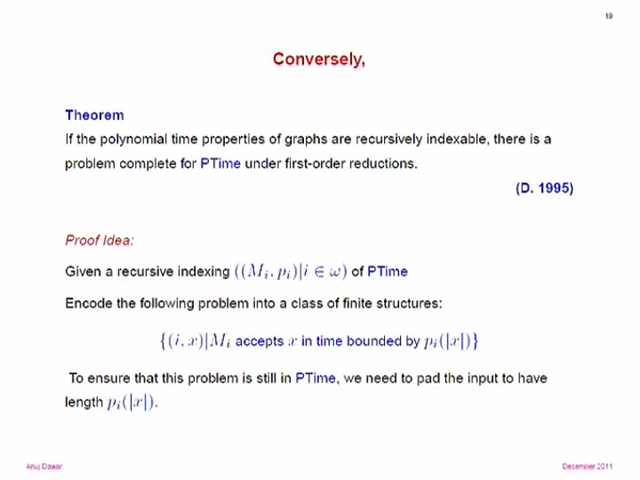 19
Conversely,
Theorem
If the polynomial time properties of graphs are recursively indexable, there is a
problem complete for PTime under first-order reductions.
(D. 1995)
Proof Idea:
Given a recursive indexing ((M_i, p_i)|i ∈ ω) of PTime
Encode the following problem into a class of finite structures:
{(i, x)|M_i accepts x in time bounded by p_i(|x|)}
To ensure that this problem is still in PTime, we need to pad the input to have
length p_i(|x|).
Anuj Dawar
December 2011